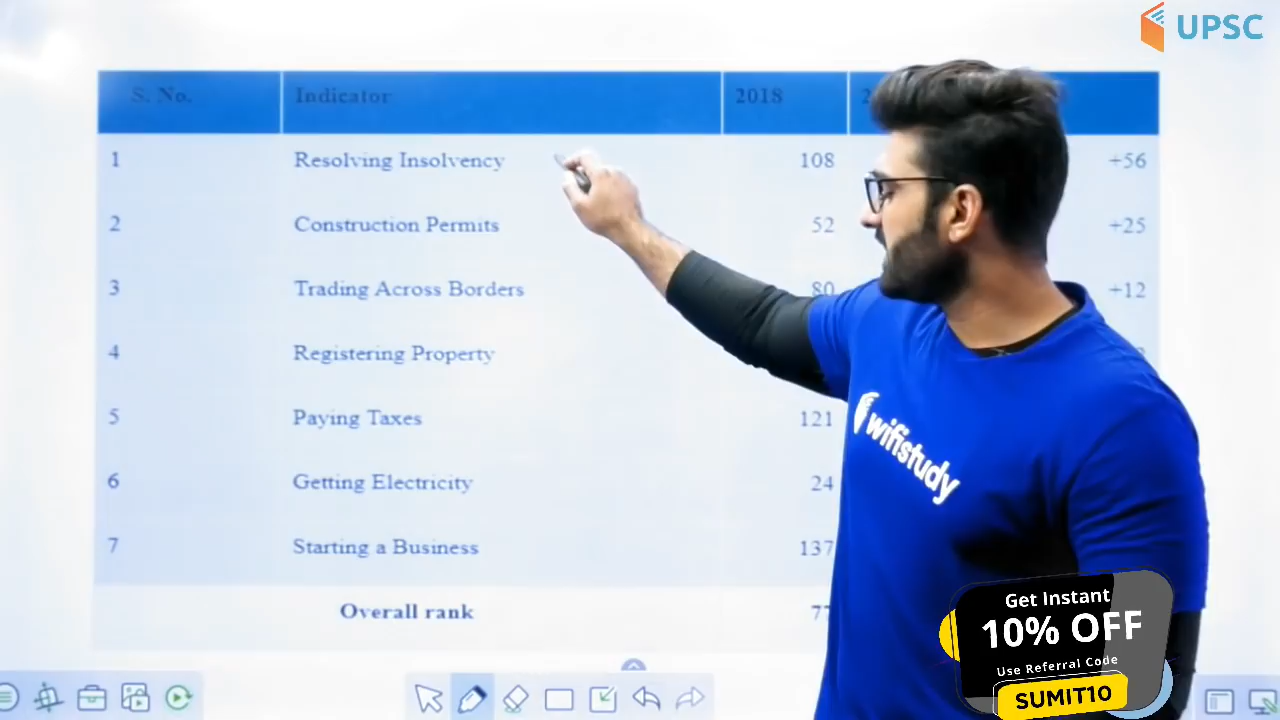 UPSC
S. No. Indicator 2018 2
1 Resolving Insolvency 108 +56
2 Construction Permits 52 +25
3 Trading Across Borders 80 +12
4 Registering Property
5 Paying Taxes 121
6 Getting Electricity 24
7 Starting a Business 137
Overall rank 77
wifistudy
Get Instant
10% OFF
Use Referral Code
SUMIT10